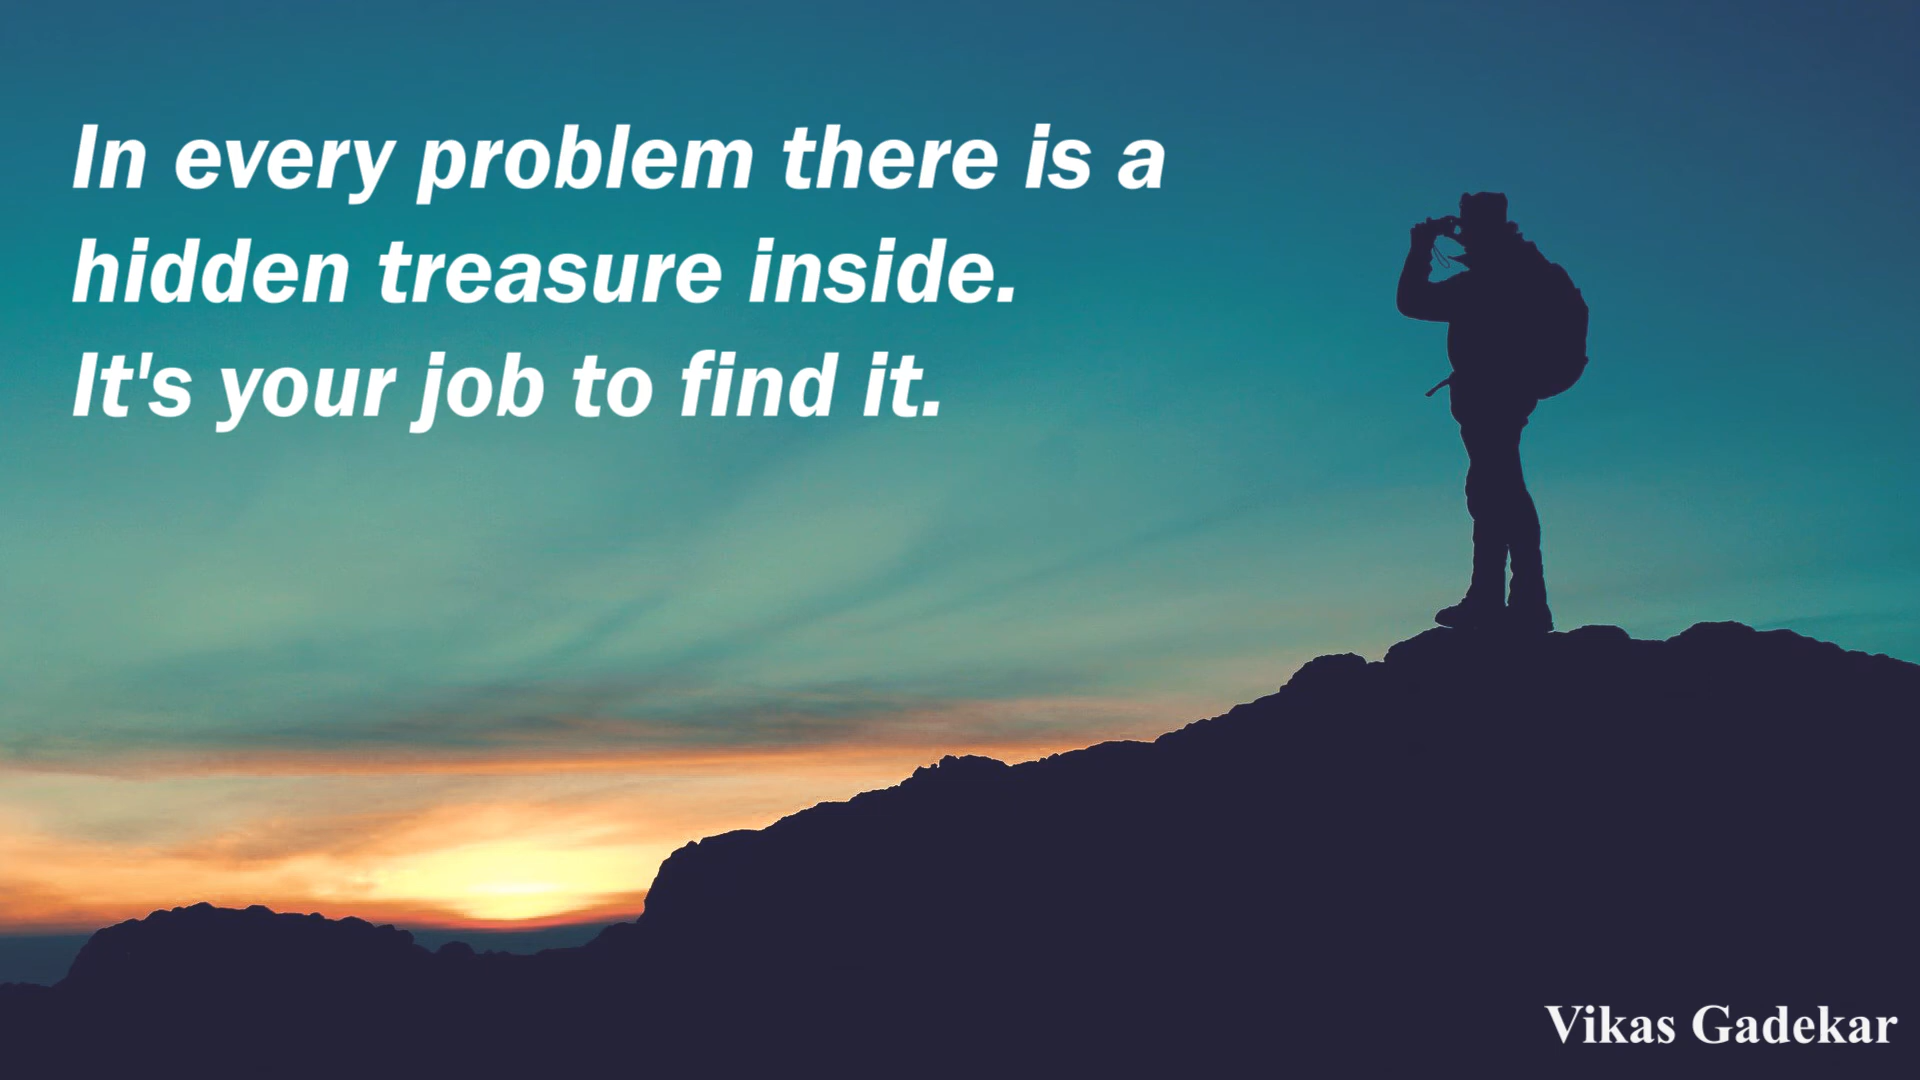 In every problem there is a
hidden treasure inside.
It's your job to find it.
Vikas Gadekar